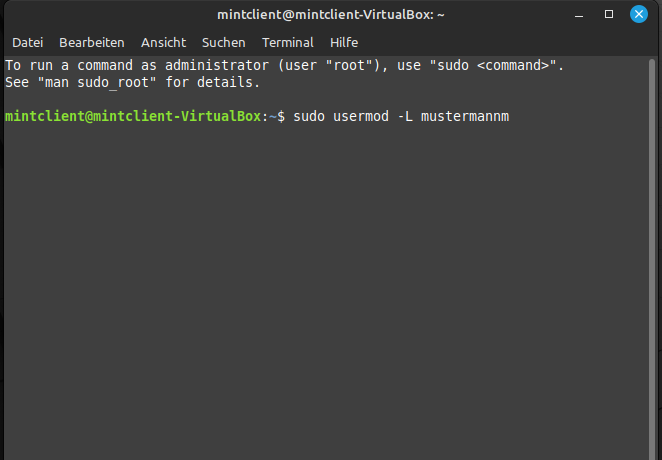 mintclient@mintclient-VirtualBox: ~
Datei Bearbeiten Ansicht Suchen Terminal Hilfe
To run a command as administrator (user "root"), use "sudo <command>".
See "man sudo_root" for details.
mintclient@mintclient-VirtualBox:~$ sudo usermod -L mustermannm